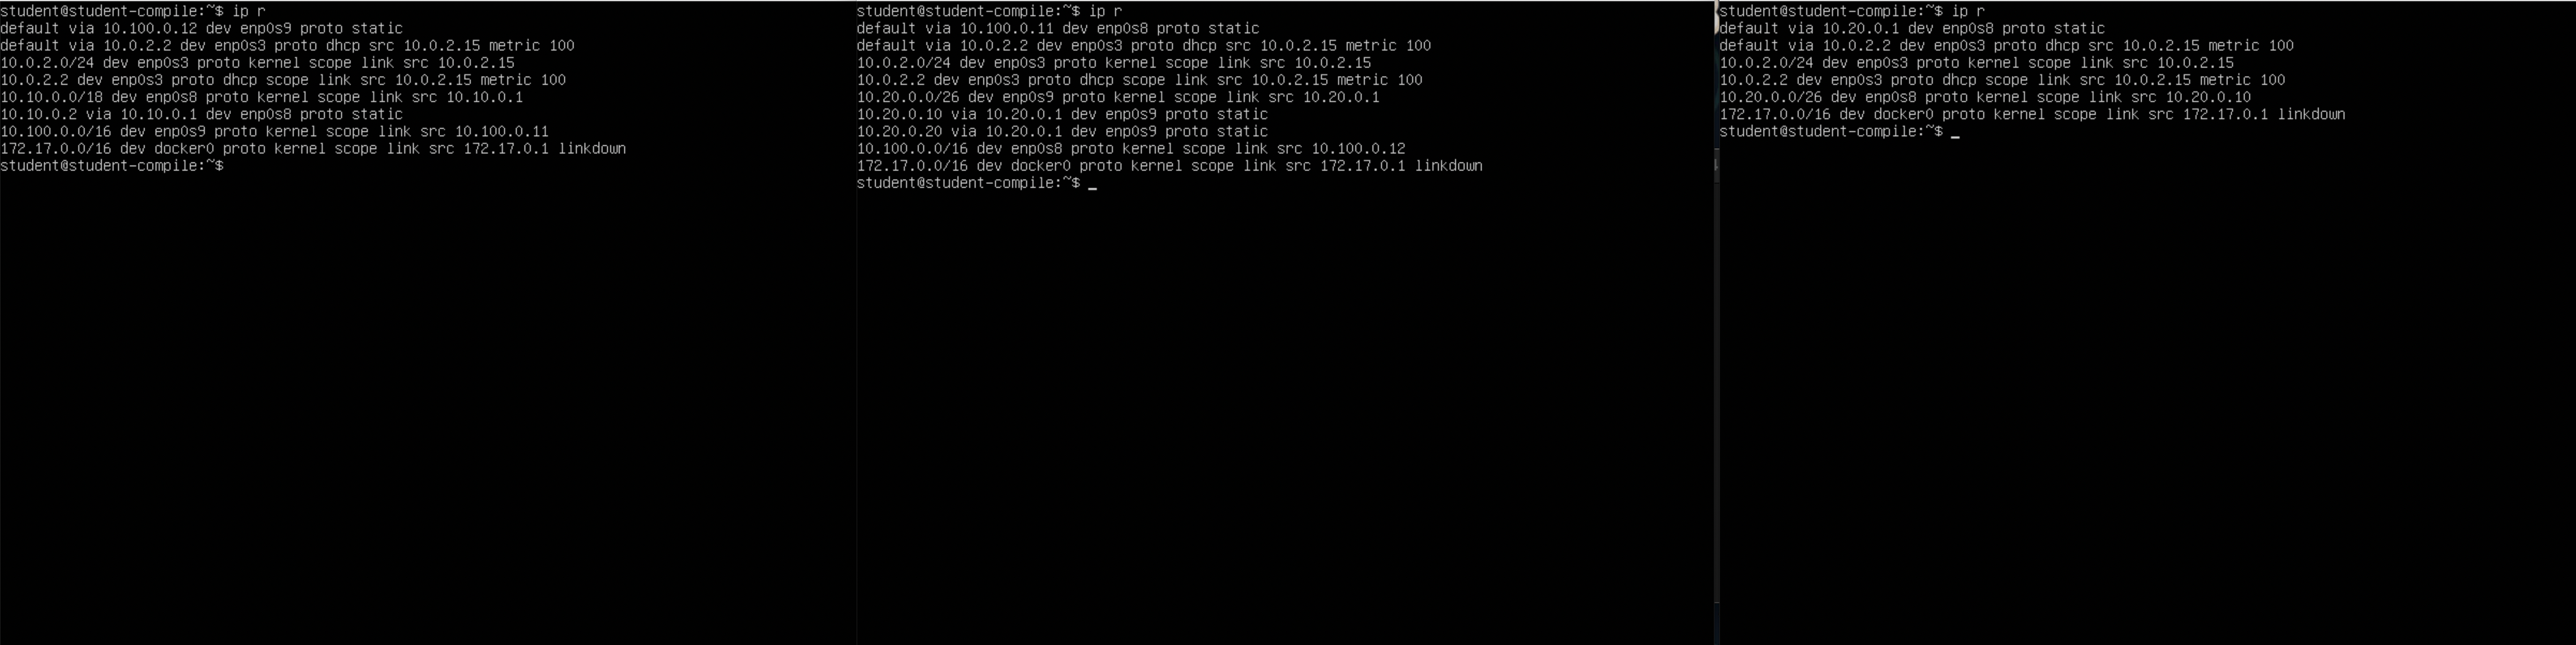 student@student-compile:~$ ip r
default via 10.100.0.12 dev enp0s9 proto static
default via 10.0.2.2 dev enp0s3 proto dhcp src 10.0.2.15 metric 100
10.0.2.0/24 dev enp0s3 proto kernel scope link src 10.0.2.15
10.0.2.2 dev enp0s3 proto dhcp scope link src 10.0.2.15 metric 100
10.10.0.0/18 dev enp0s8 proto kernel scope link src 10.10.0.1
10.10.0.2 via 10.10.0.1 dev enp0s8 proto static
10.100.0.0/16 dev enp0s9 proto kernel scope link src 10.100.0.11
172.17.0.0/16 dev docker0 proto kernel scope link src 172.17.0.1 linkdown
student@student-compile:~$
student@student-compile:~$ ip r
default via 10.100.0.11 dev enp0s8 proto static
default via 10.0.2.2 dev enp0s3 proto dhcp src 10.0.2.15 metric 100
10.0.2.0/24 dev enp0s3 proto kernel scope link src 10.0.2.15
10.0.2.2 dev enp0s3 proto dhcp scope link src 10.0.2.15 metric 100
10.20.0.0/26 dev enp0s9 proto kernel scope link src 10.20.0.1
10.20.0.10 via 10.20.0.1 dev enp0s9 proto static
10.20.0.20 via 10.20.0.1 dev enp0s9 proto static
10.100.0.0/16 dev enp0s8 proto kernel scope link src 10.100.0.12
172.17.0.0/16 dev docker0 proto kernel scope link src 172.17.0.1 linkdown
student@student-compile:~$ _
student@student-compile:~$ ip r
default via 10.20.0.1 dev enp0s8 proto static
default via 10.0.2.2 dev enp0s3 proto dhcp src 10.0.2.15 metric 100
10.0.2.0/24 dev enp0s3 proto kernel scope link src 10.0.2.15
10.0.2.2 dev enp0s3 proto dhcp scope link src 10.0.2.15 metric 100
10.20.0.0/26 dev enp0s8 proto kernel scope link src 10.20.0.10
172.17.0.0/16 dev docker0 proto kernel scope link src 172.17.0.1 linkdown
student@student-compile:~$ _